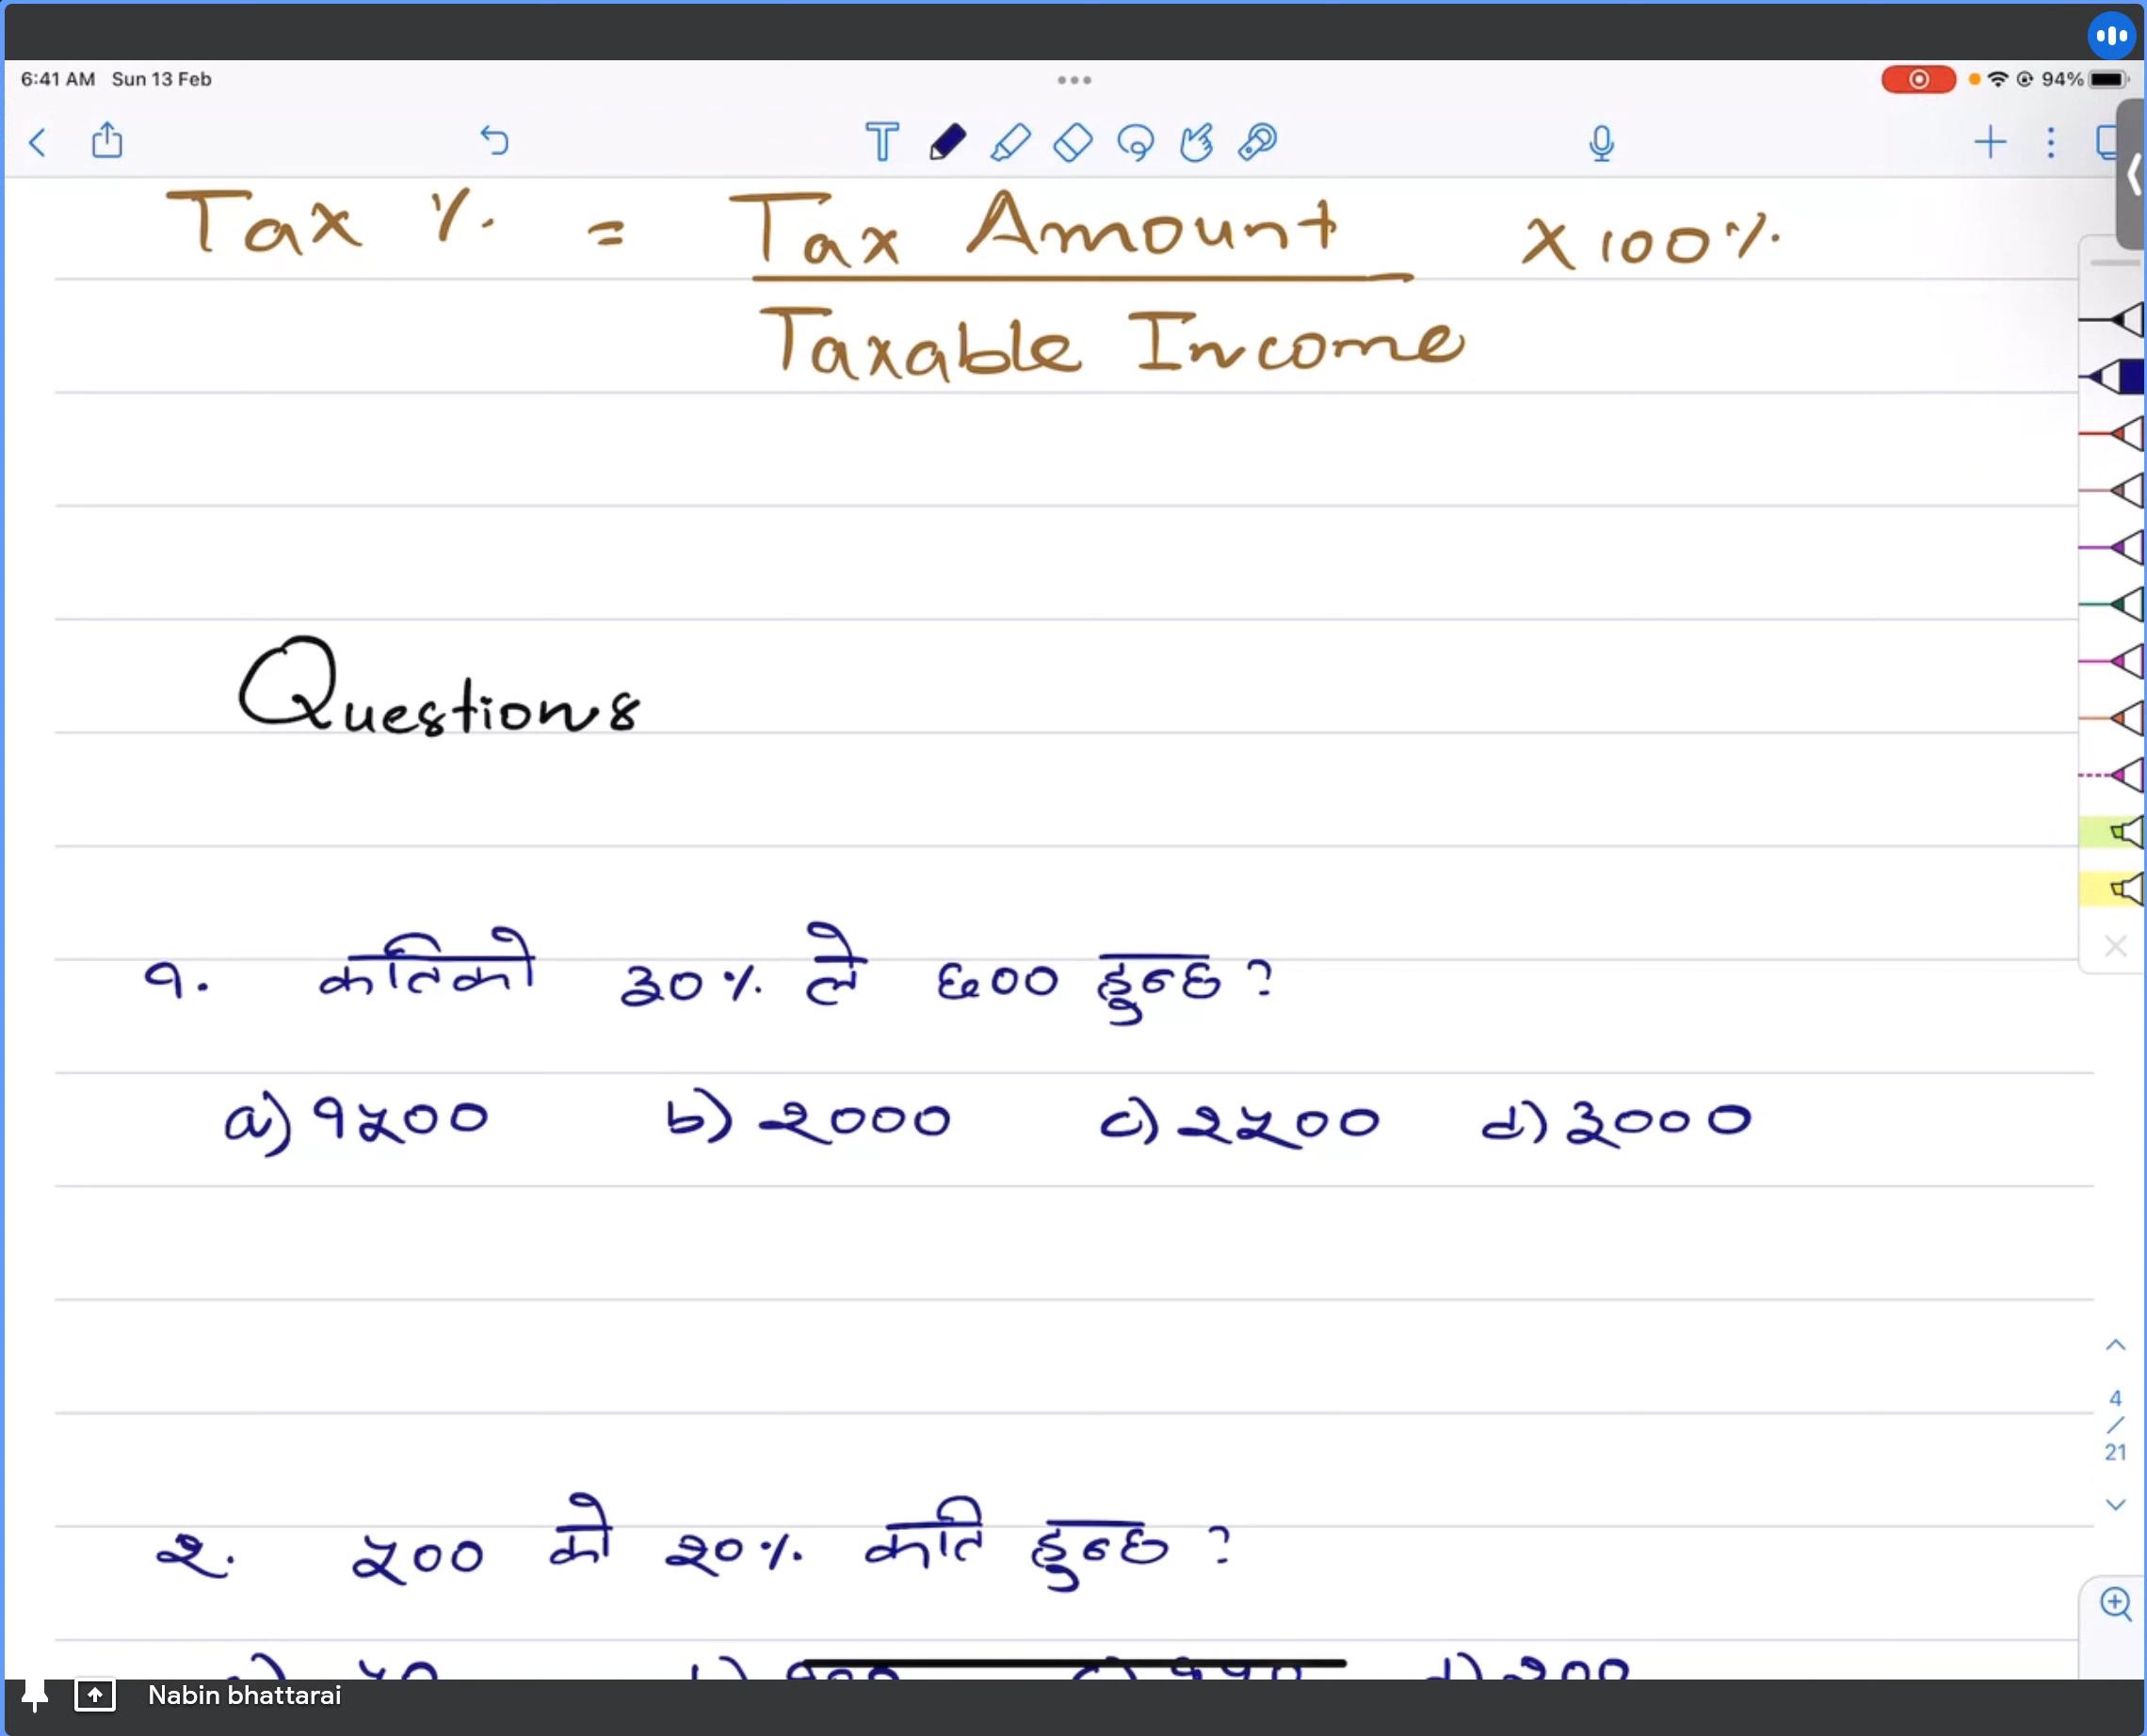 6:41 AM Sun 13 Feb
94%
Tax % = Tax Amount × 100%
Taxable Income
Questions
१. कतिको ३०% ले ६०० हुन्छ?
a) १५०० b) २००० c) २५०० d) ३०००
4
/
21
२. ५०० को २०% कति हुन्छ ?
d) २००
Nabin bhattarai